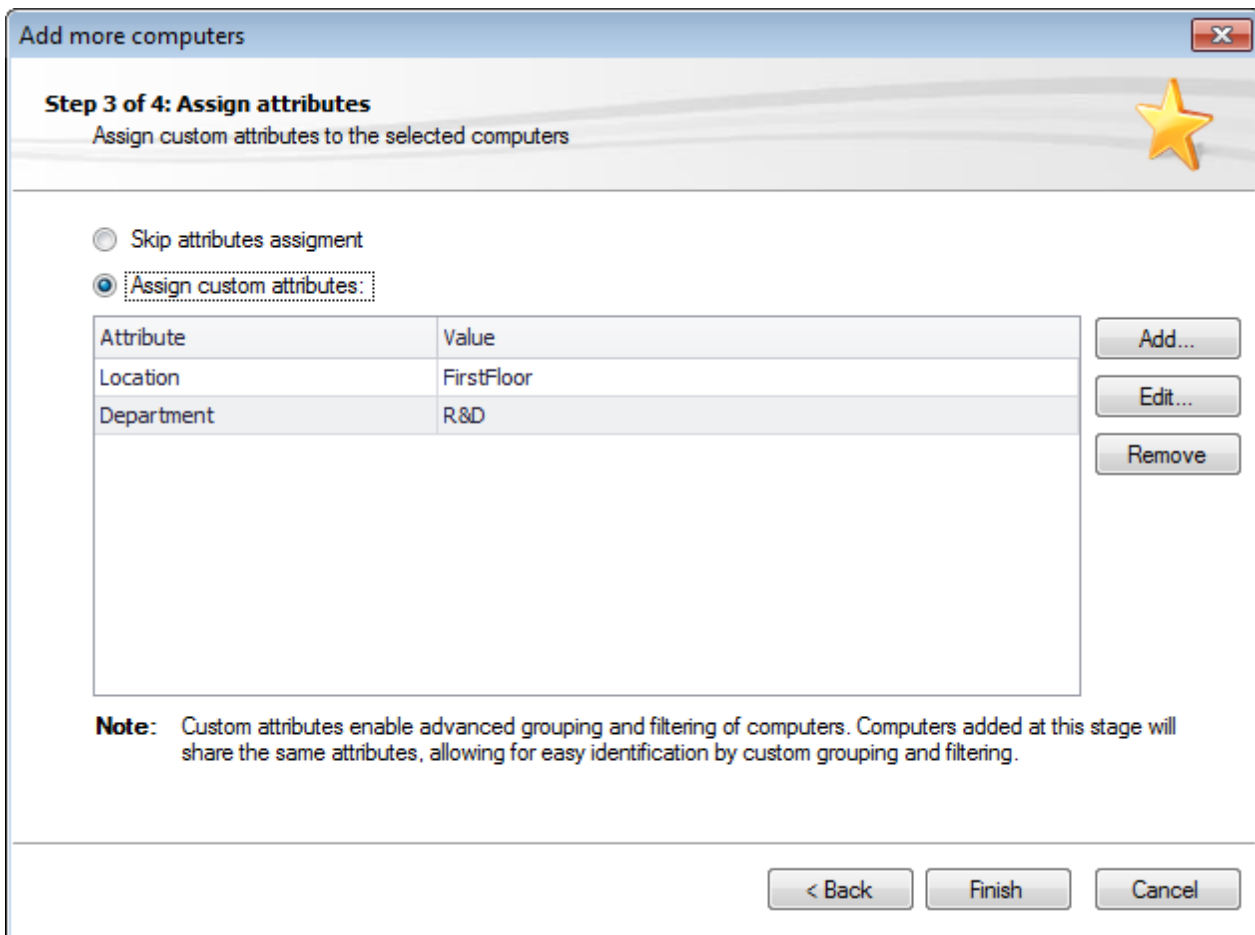 Add more computers
Step 3 of 4: Assign attributes
Assign custom attributes to the selected computers
Skip attributes assigment
Assign custom attributes:
Attribute Value
Location FirstFloor
Department R&D
Add...
Edit...
Remove
Note: Custom attributes enable advanced grouping and filtering of computers. Computers added at this stage will
share the same attributes, allowing for easy identification by custom grouping and filtering.
< Back Finish Cancel